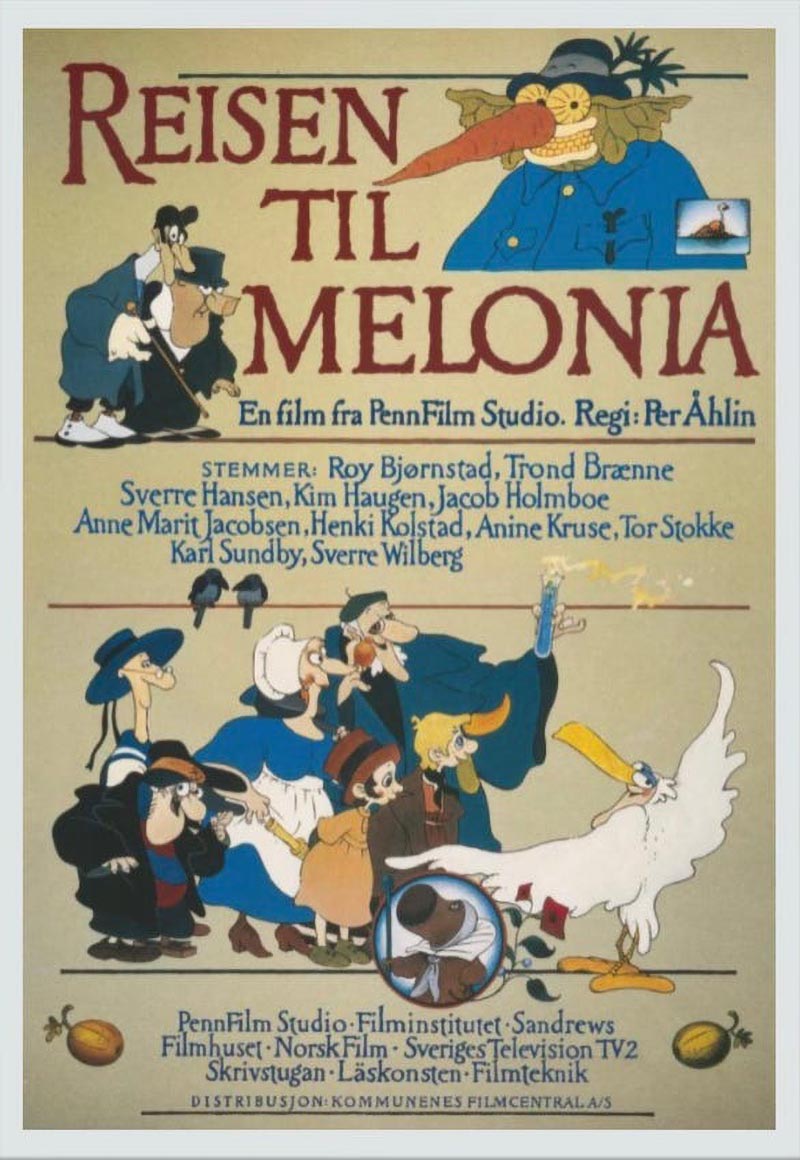 REISEN
TIL
MELONIA
En film fra PennFilm Studio. Regi: Per Åhlin
STEMMER: Roy Bjørnstad, Trond Brænne
Sverre Hansen, Kim Haugen, Jacob Holmboe
Anne Marit Jacobsen, Henki Kolstad, Anine Kruse, Tor Stokke
Karl Sundby, Sverre Wilberg
PennFilm Studio · Filminstitutet · Sandrews
Filmhuset · Norsk Film · Sveriges Television TV2
Skrivstugan · Läskonsten · Filmteknik
DISTRIBUSJON: KOMMUNENES FILMCENTRAL A/S